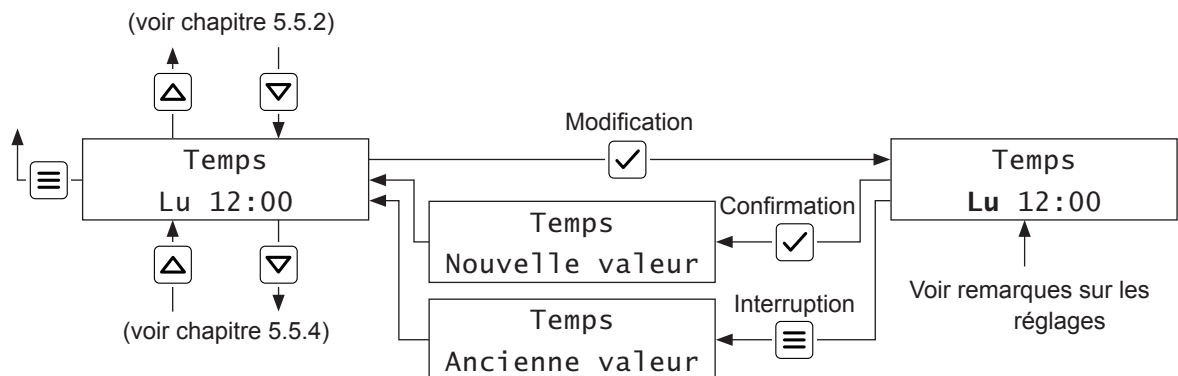 (voir chapitre 5.5.2)
Modification
Temps
Lu 12:00
Temps
Lu 12:00
Confirmation
Temps
Nouvelle valeur
Interruption
Temps
Ancienne valeur
Voir remarques sur les
réglages
(voir chapitre 5.5.4)